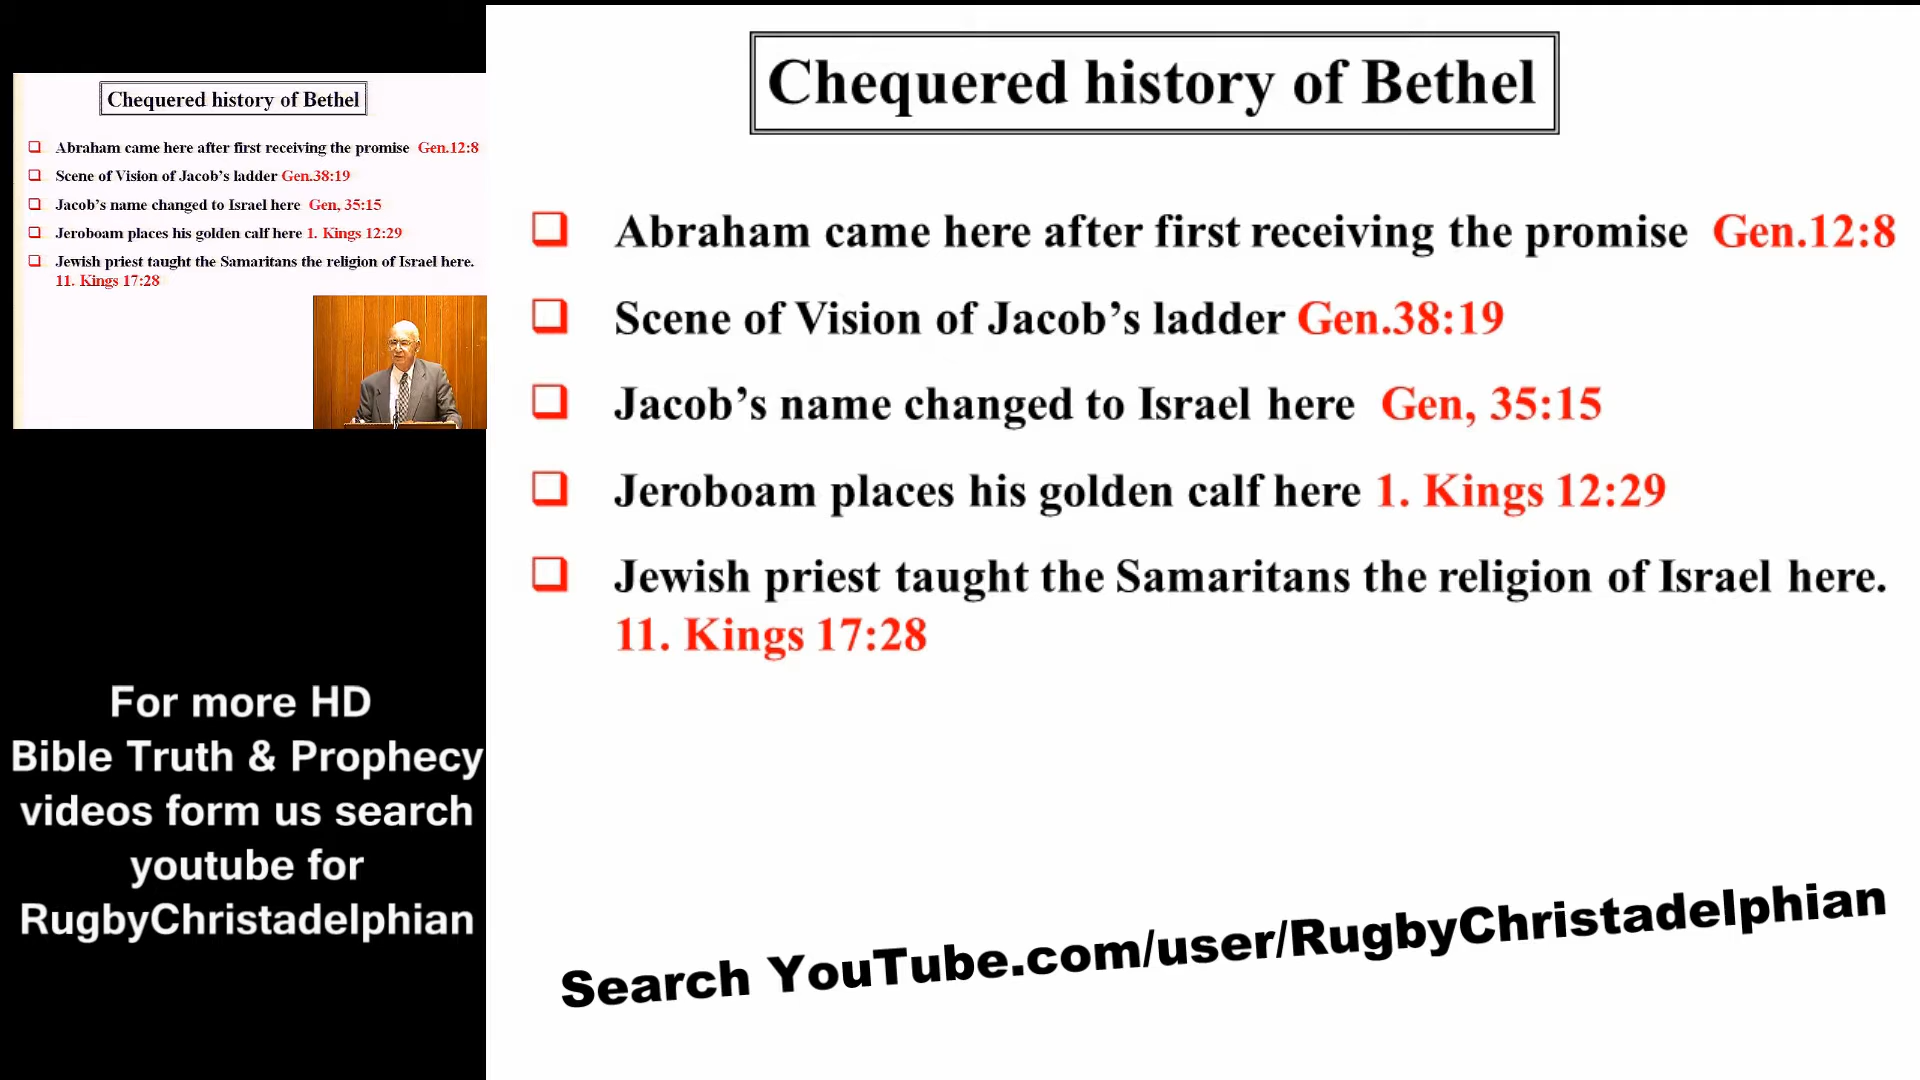 Chequered history of Bethel
Abraham came here after first receiving the promise Gen.12:8
Scene of Vision of Jacob's ladder Gen.38:19
Jacob's name changed to Israel here Gen, 35:15
Jeroboam places his golden calf here 1. Kings 12:29
Jewish priest taught the Samaritans the religion of Israel here.
11. Kings 17:28
For more HD
Bible Truth & Prophecy
videos form us search
youtube for
RugbyChristadelphian
Chequered history of Bethel
Abraham came here after first receiving the promise Gen.12:8
Scene of Vision of Jacob's ladder Gen.38:19
Jacob's name changed to Israel here Gen, 35:15
Jeroboam places his golden calf here 1. Kings 12:29
Jewish priest taught the Samaritans the religion of Israel here.
11. Kings 17:28
Search YouTube.com/user/RugbyChristadelphian